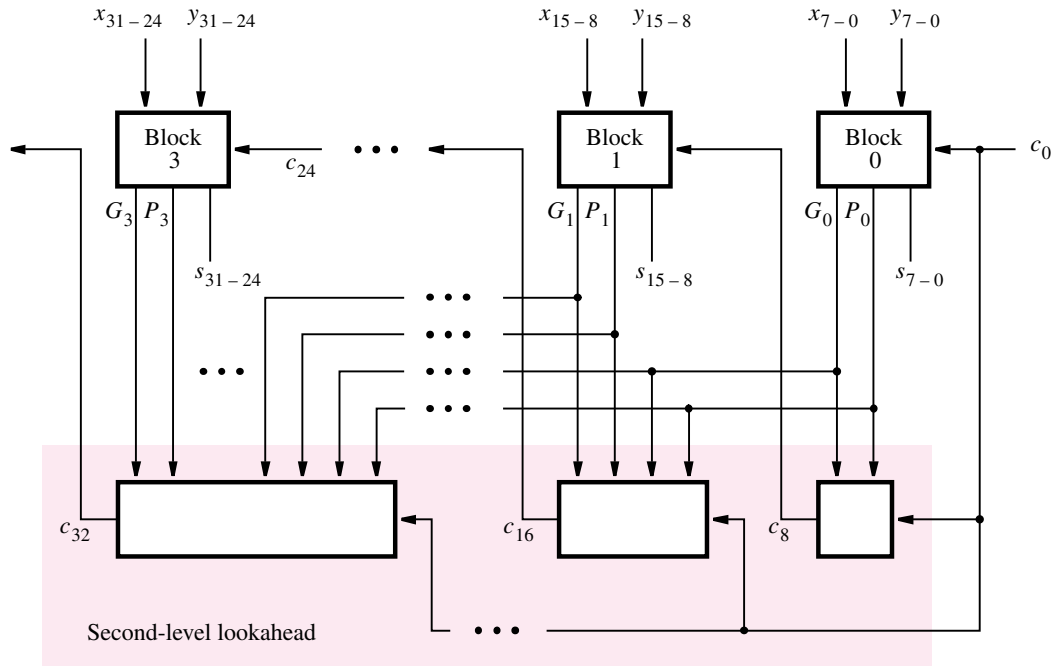 x31 – 24 y31 – 24 x15 – 8 y15 – 8 x7 – 0 y7 – 0
Block Block Block
3 1 0
c24
c0
G3 P3 G1 P1 G0 P0
s31 – 24 s15 – 8 s7 – 0
c32 c16 c8
Second-level lookahead